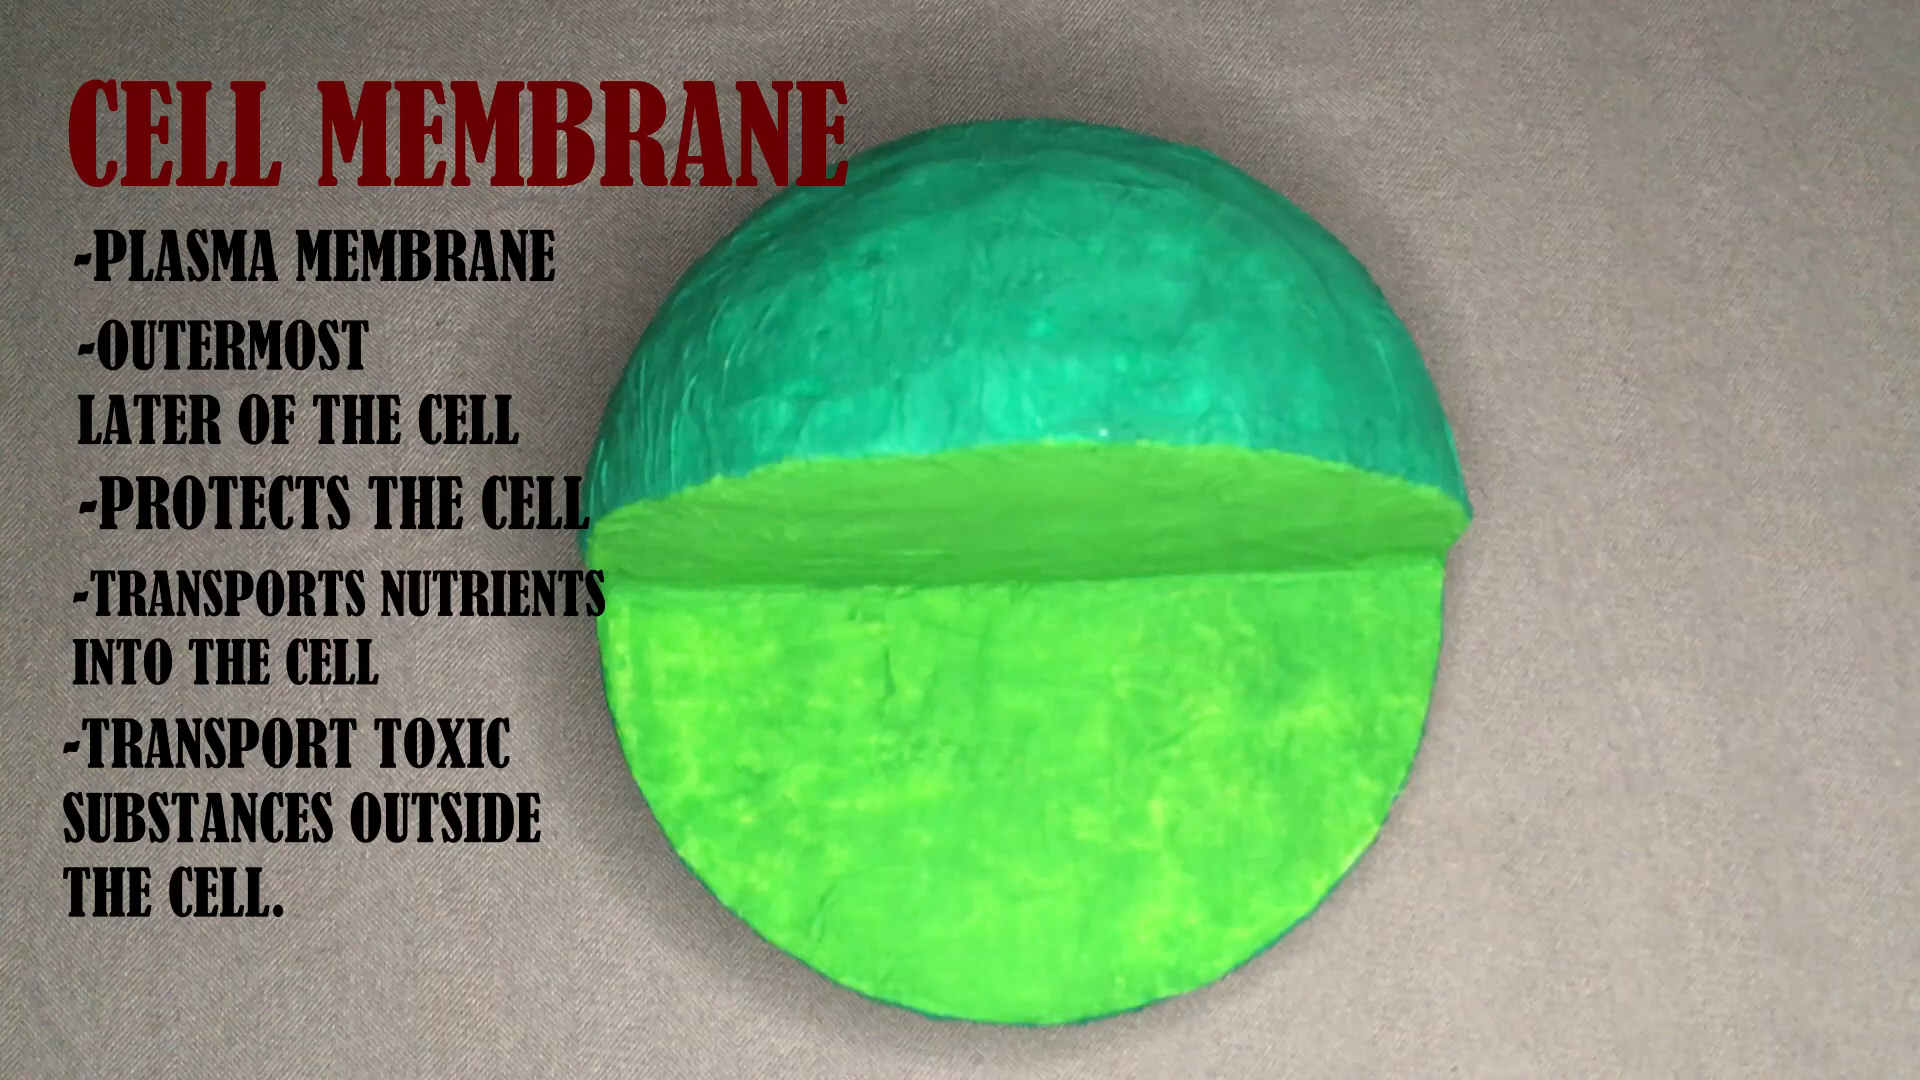 CELL MEMBRANE
-PLASMA MEMBRANE
-OUTERMOST
LATER OF THE CELL
-PROTECTS THE CELL
-TRANSPORTS NUTRIENTS
INTO THE CELL
-TRANSPORT TOXIC
SUBSTANCES OUTSIDE
THE CELL.